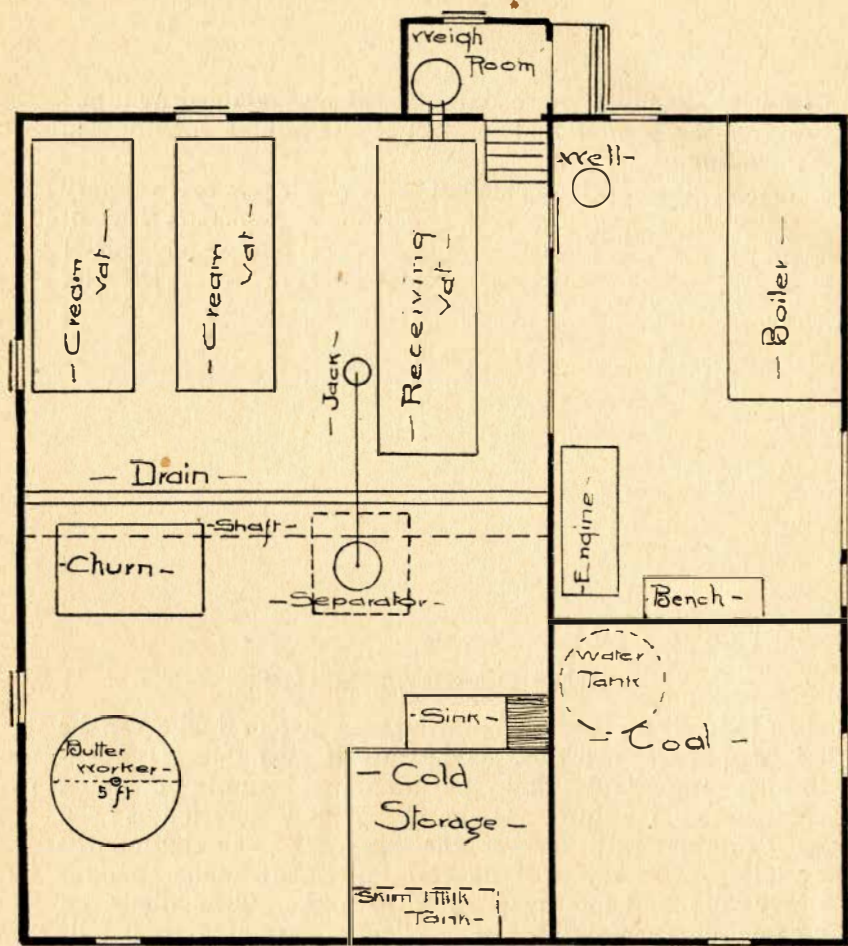 Weigh
Room
Well-
-Cream
vat-
-Cream
vat-
-Receiving
vat-
-Boiler-
-Jack-
-Drain-
-Shaft-
-Engine-
-Churn-
-Separator-
-Bench-
Water
Tank
-Sink-
-Coal-
-Butter
worker-
5 ft
-Cold
Storage-
Skim Milk
Tank-